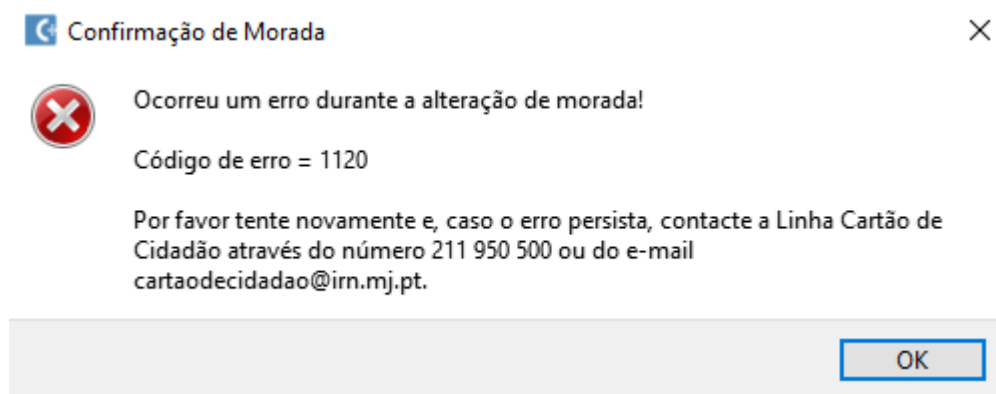 Confirmação de Morada
Ocorreu um erro durante a alteração de morada!
Código de erro = 1120
Por favor tente novamente e, caso o erro persista, contacte a Linha Cartão de
Cidadão através do número 211 950 500 ou do e-mail
cartaodecidadao@irn.mj.pt.
OK